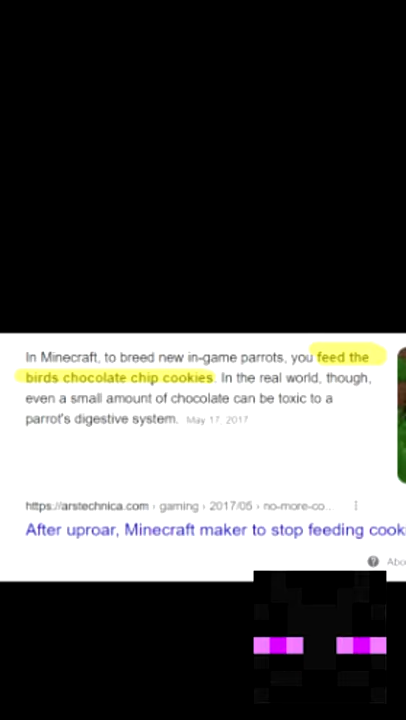 In Minecraft, to breed new in-game parrots, you feed the
birds chocolate chip cookies. In the real world, though,
even a small amount of chocolate can be toxic to a
parrot's digestive system. May 17, 2017
https://arstechnica.com › gaming › 2017/05 › no-more-co...
After uproar, Minecraft maker to stop feeding cook
Abo